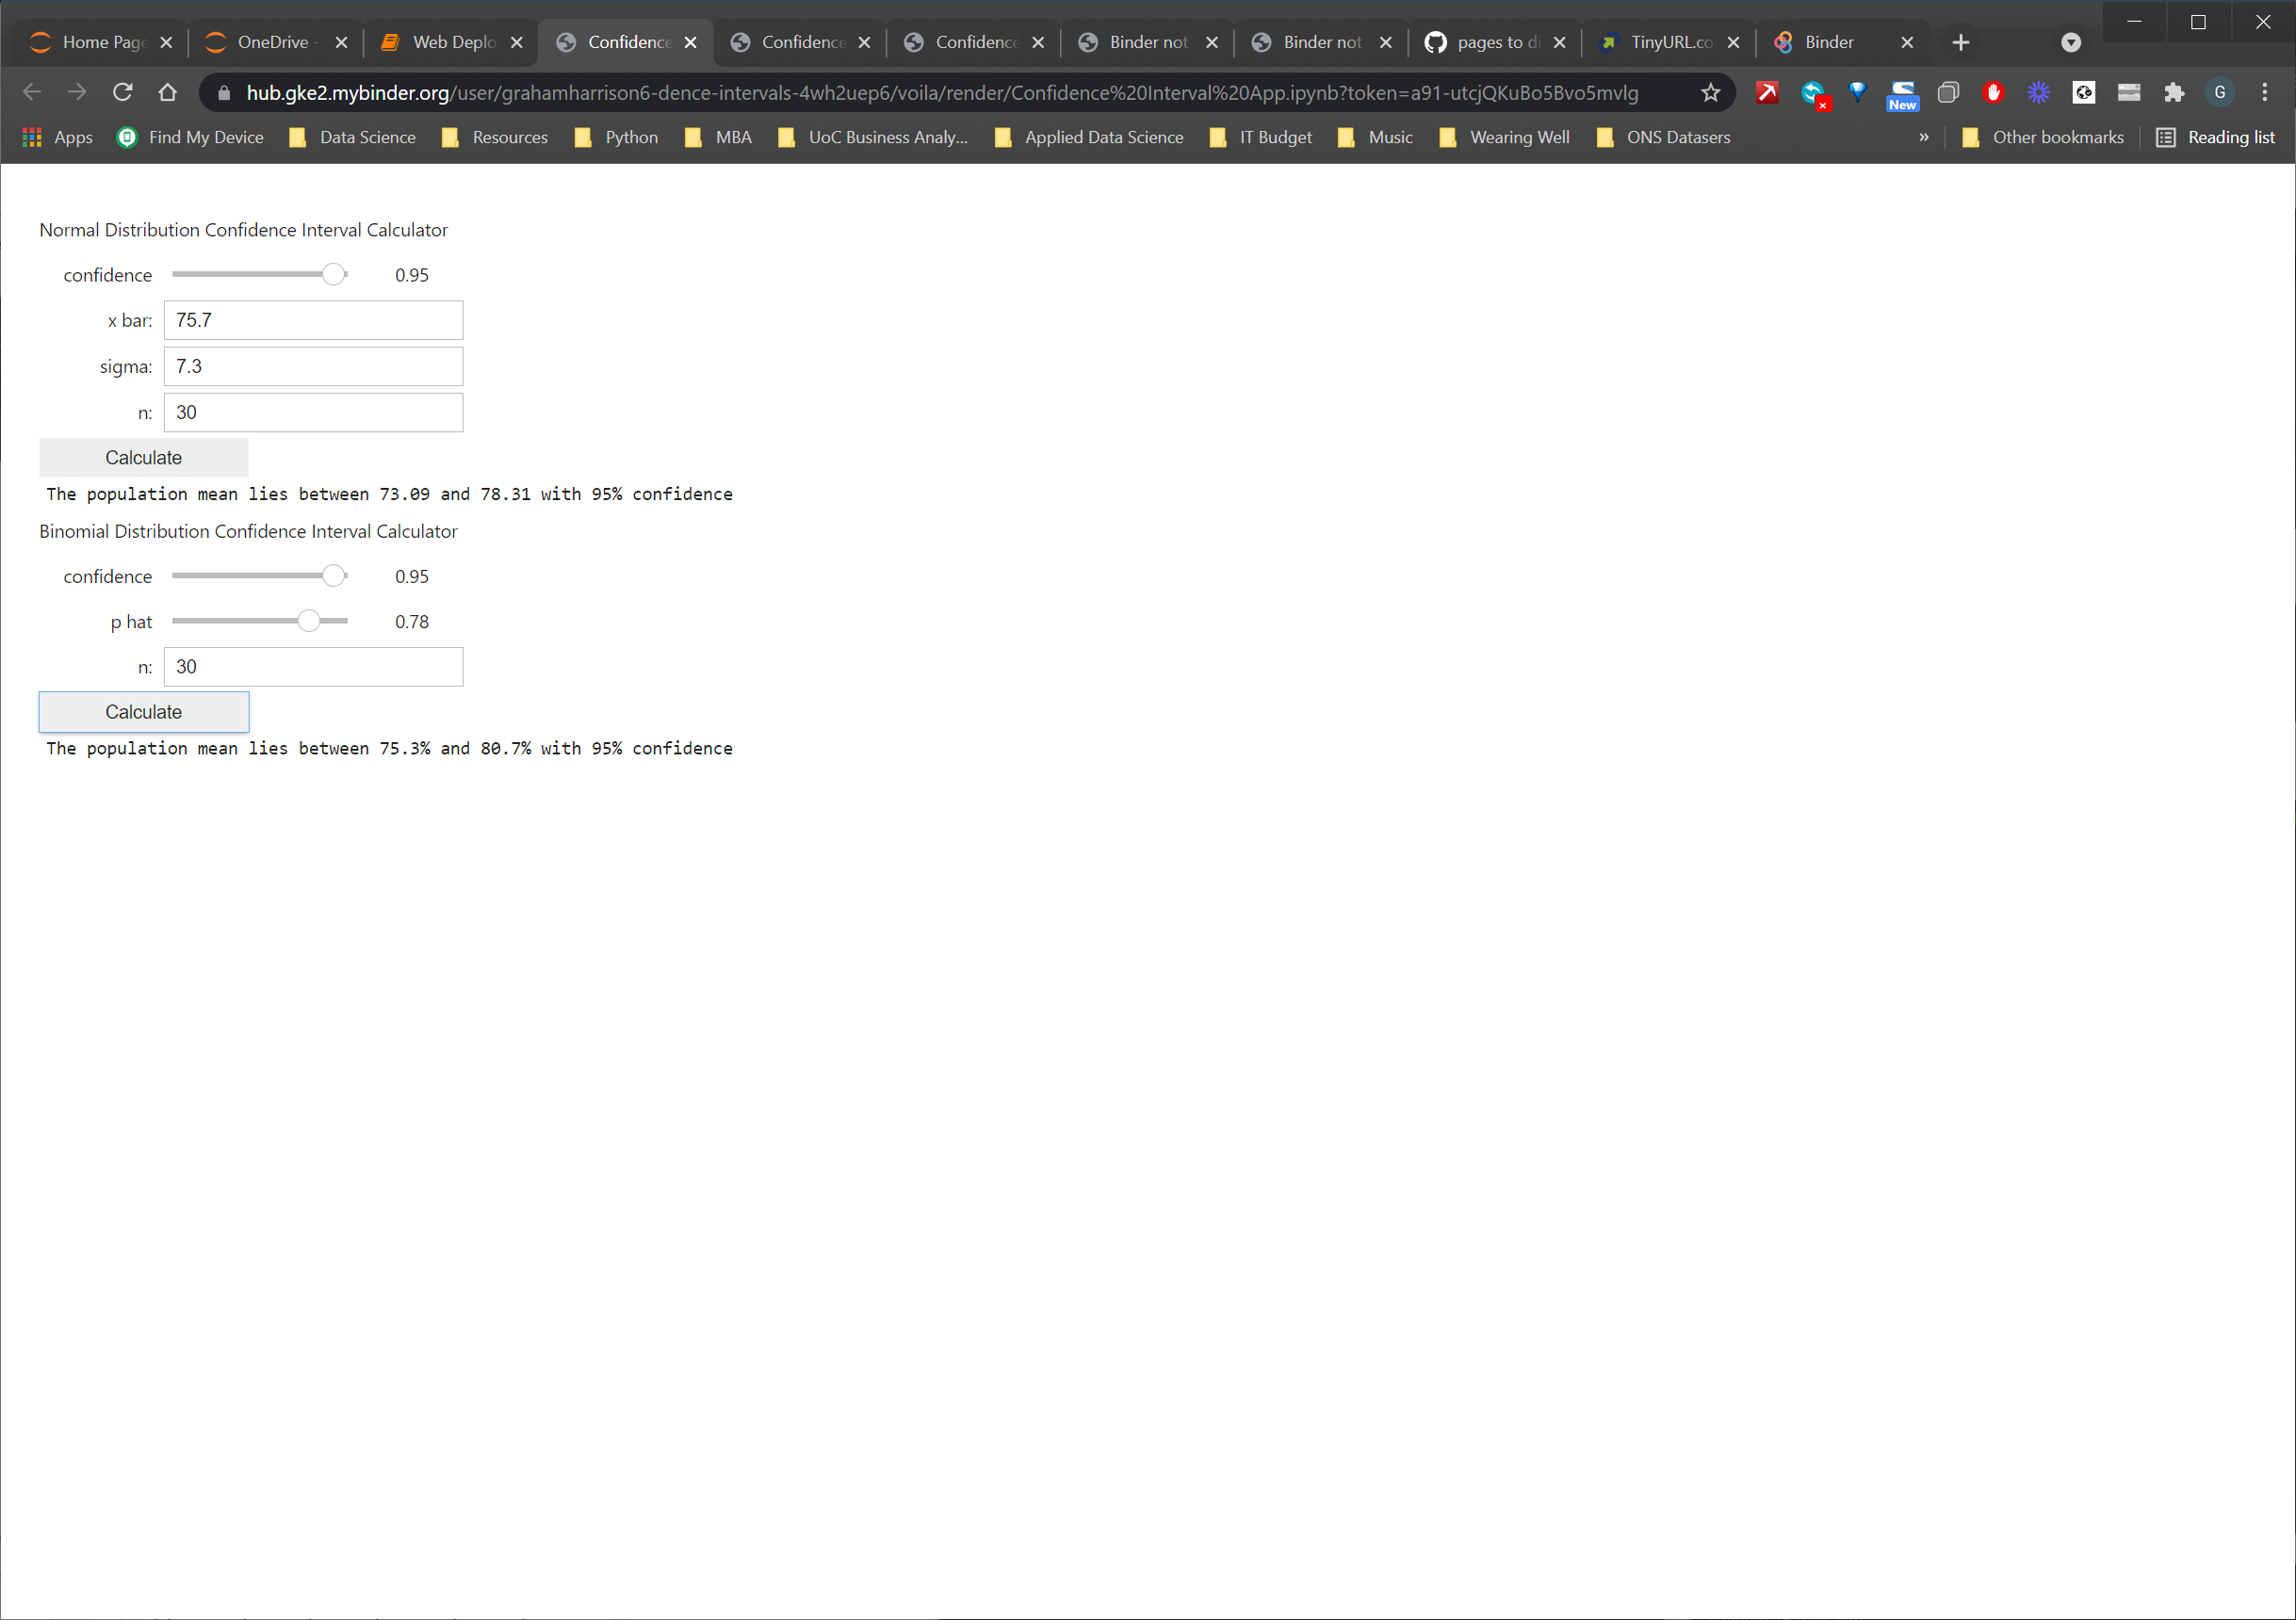 Home Page OneDrive - Web Deplo Confidence Confidence Confidence Binder not Binder not pages to di TinyURL.co Binder
hub.gke2.mybinder.org/user/grahamharrison6-dence-intervals-4wh2uep6/voila/render/Confidence%20Interval%20App.ipynb?token=a91-utcjQKuBo5Bvo5mvlg New G
Apps Find My Device Data Science Resources Python MBA UoC Business Analy... Applied Data Science IT Budget Music Wearing Well ONS Datasers » Other bookmarks Reading list
Normal Distribution Confidence Interval Calculator
confidence 0.95
x bar: 75.7
sigma: 7.3
n: 30
Calculate
The population mean lies between 73.09 and 78.31 with 95% confidence
Binomial Distribution Confidence Interval Calculator
confidence 0.95
p hat 0.78
n: 30
Calculate
The population mean lies between 75.3% and 80.7% with 95% confidence